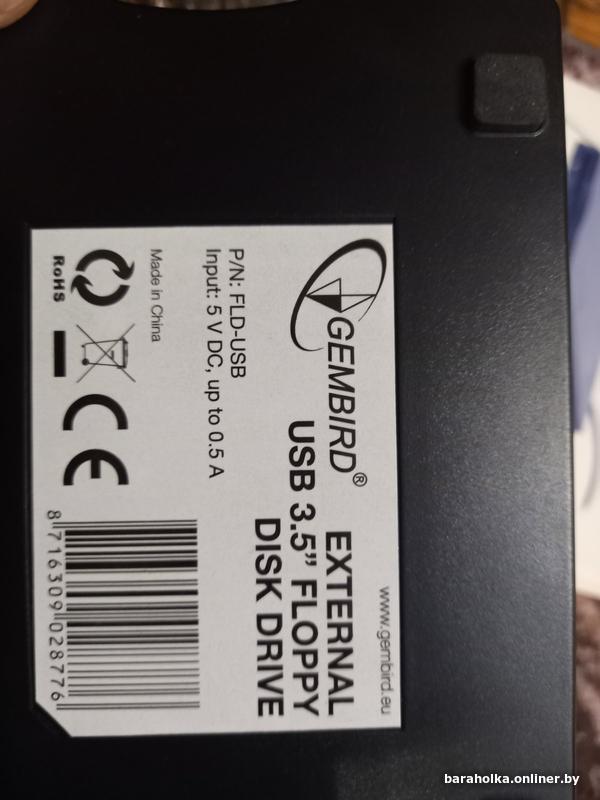 www.gembird.eu
GEMBIRD®
EXTERNAL
USB 3.5” FLOPPY
DISK DRIVE
P/N: FLD-USB
Input: 5 V DC, up to 0.5 A
Made in China
RoHS
CE
8 716309 028776
baraholka.onliner.by